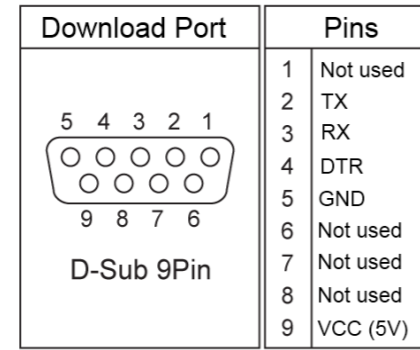 Download Port
Pins
5 4 3 2 1
9 8 7 6
D-Sub 9Pin
1 Not used
2 TX
3 RX
4 DTR
5 GND
6 Not used
7 Not used
8 Not used
9 VCC (5V)